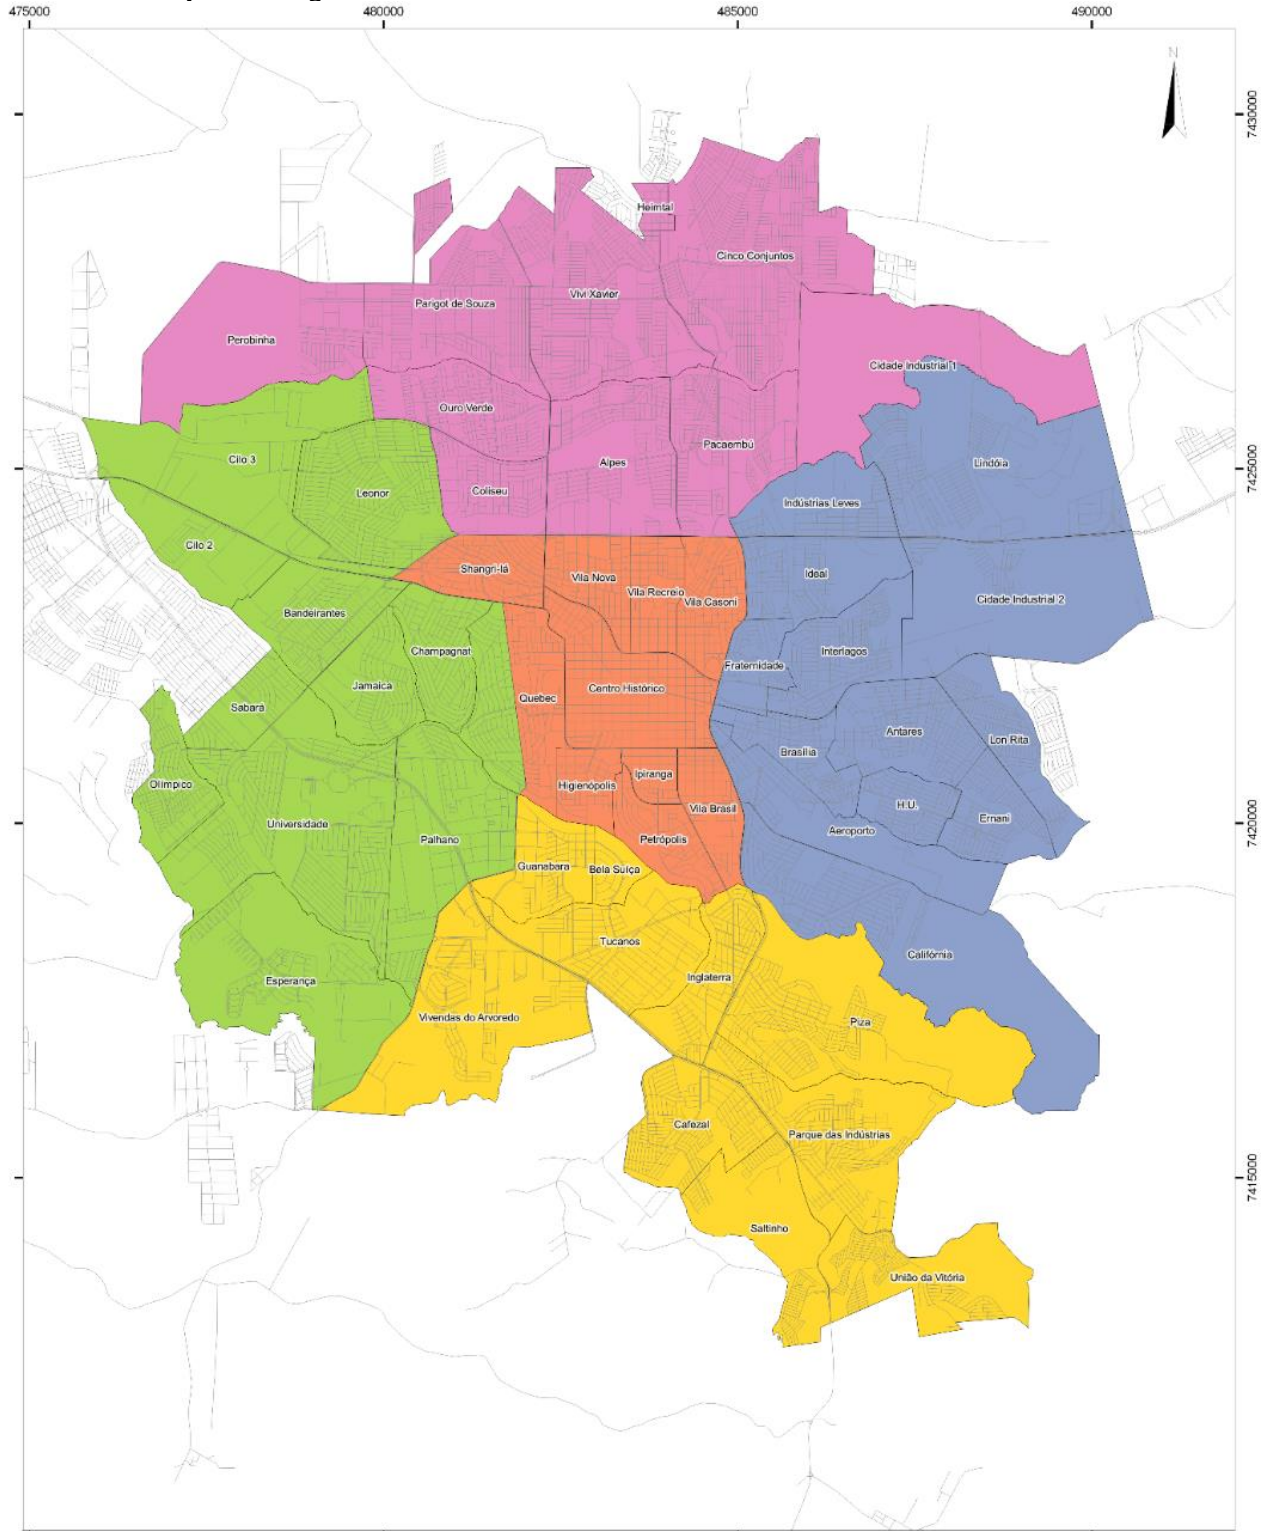 475000
480000
485000
490000
N
7430000
Heimtal
Cinco Conjuntos
Vivi Xavier
Parigot de Souza
Perobinha
Cidade Industrial 1
Ouro Verde
Pacaembú
Cilo 3
Alpes
Lindóia
7425000
Leonor
Coliseu
Indústrias Leves
Cilo 2
Shangri-lá
Vila Nova
Ideal
Vila Recreio
Vila Casoni
Cidade Industrial 2
Bandeirantes
Champagnat
Interlagos
Fraternidade
Jamaica
Centro Histórico
Quebec
Sabará
Antares
Lon Rita
Brasília
Ipiranga
Olímpico
Higienópolis
H.U.
Vila Brasil
Ernani
7420000
Universidade
Aeroporto
Palhano
Petrópolis
Guanabara
Bela Suíça
Tucanos
Califórnia
Inglaterra
Esperança
Vivendas do Arvoredo
Piza
Cafezal
Parque das Indústrias
7415000
Saltinho
União da Vitória